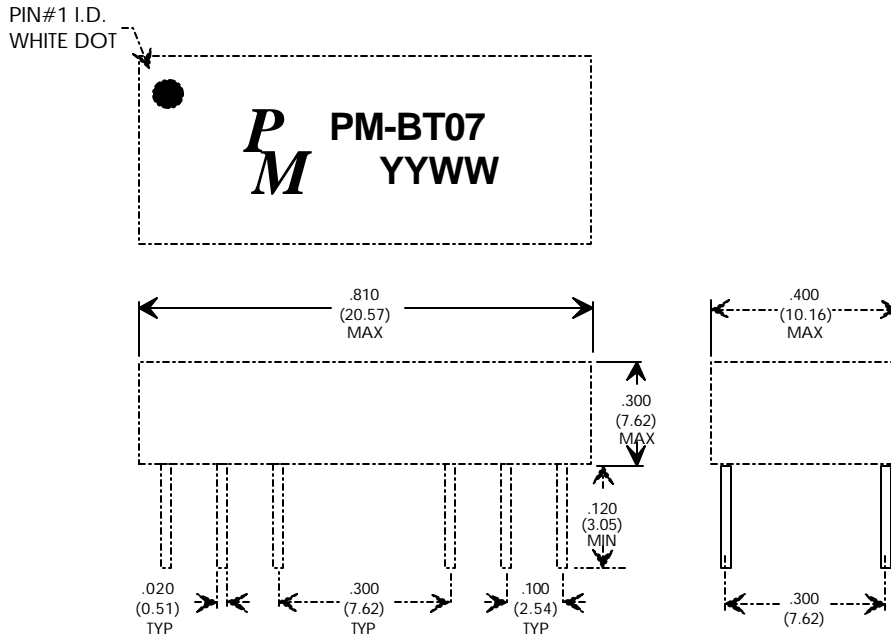 PIN#1 I.D.
WHITE DOT
P
M
PM-BT07
YYWW
.810
(20.57)
MAX
.400
(10.16)
MAX
.300
(7.62)
MAX
.120
(3.05)
MIN
.020
(0.51)
TYP
.300
(7.62)
TYP
.100
(2.54)
TYP
.300
(7.62)